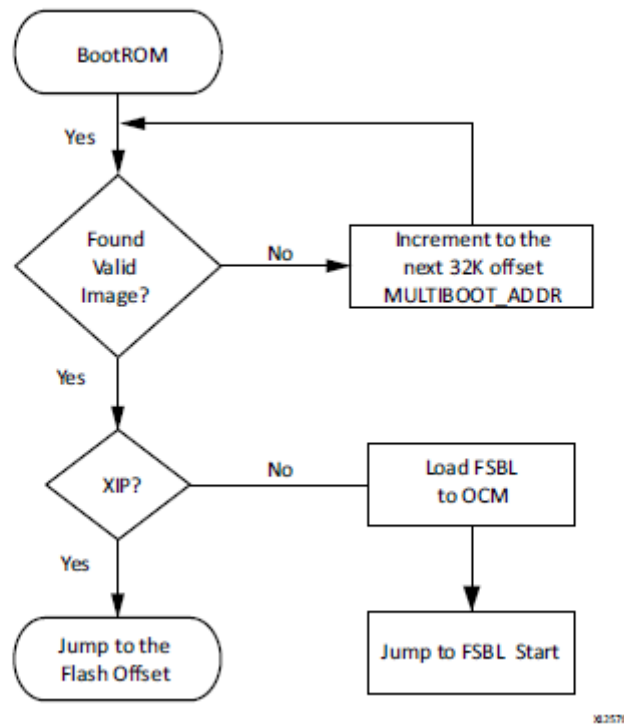 BootROM
Yes
Found
Valid
Image?
No
Increment to the
next 32K offset
MULTIBOOT_ADDR
Yes
XIP?
No
Load FSBL
to OCM
Yes
Jump to the
Flash Offset
Jump to FSBL Start